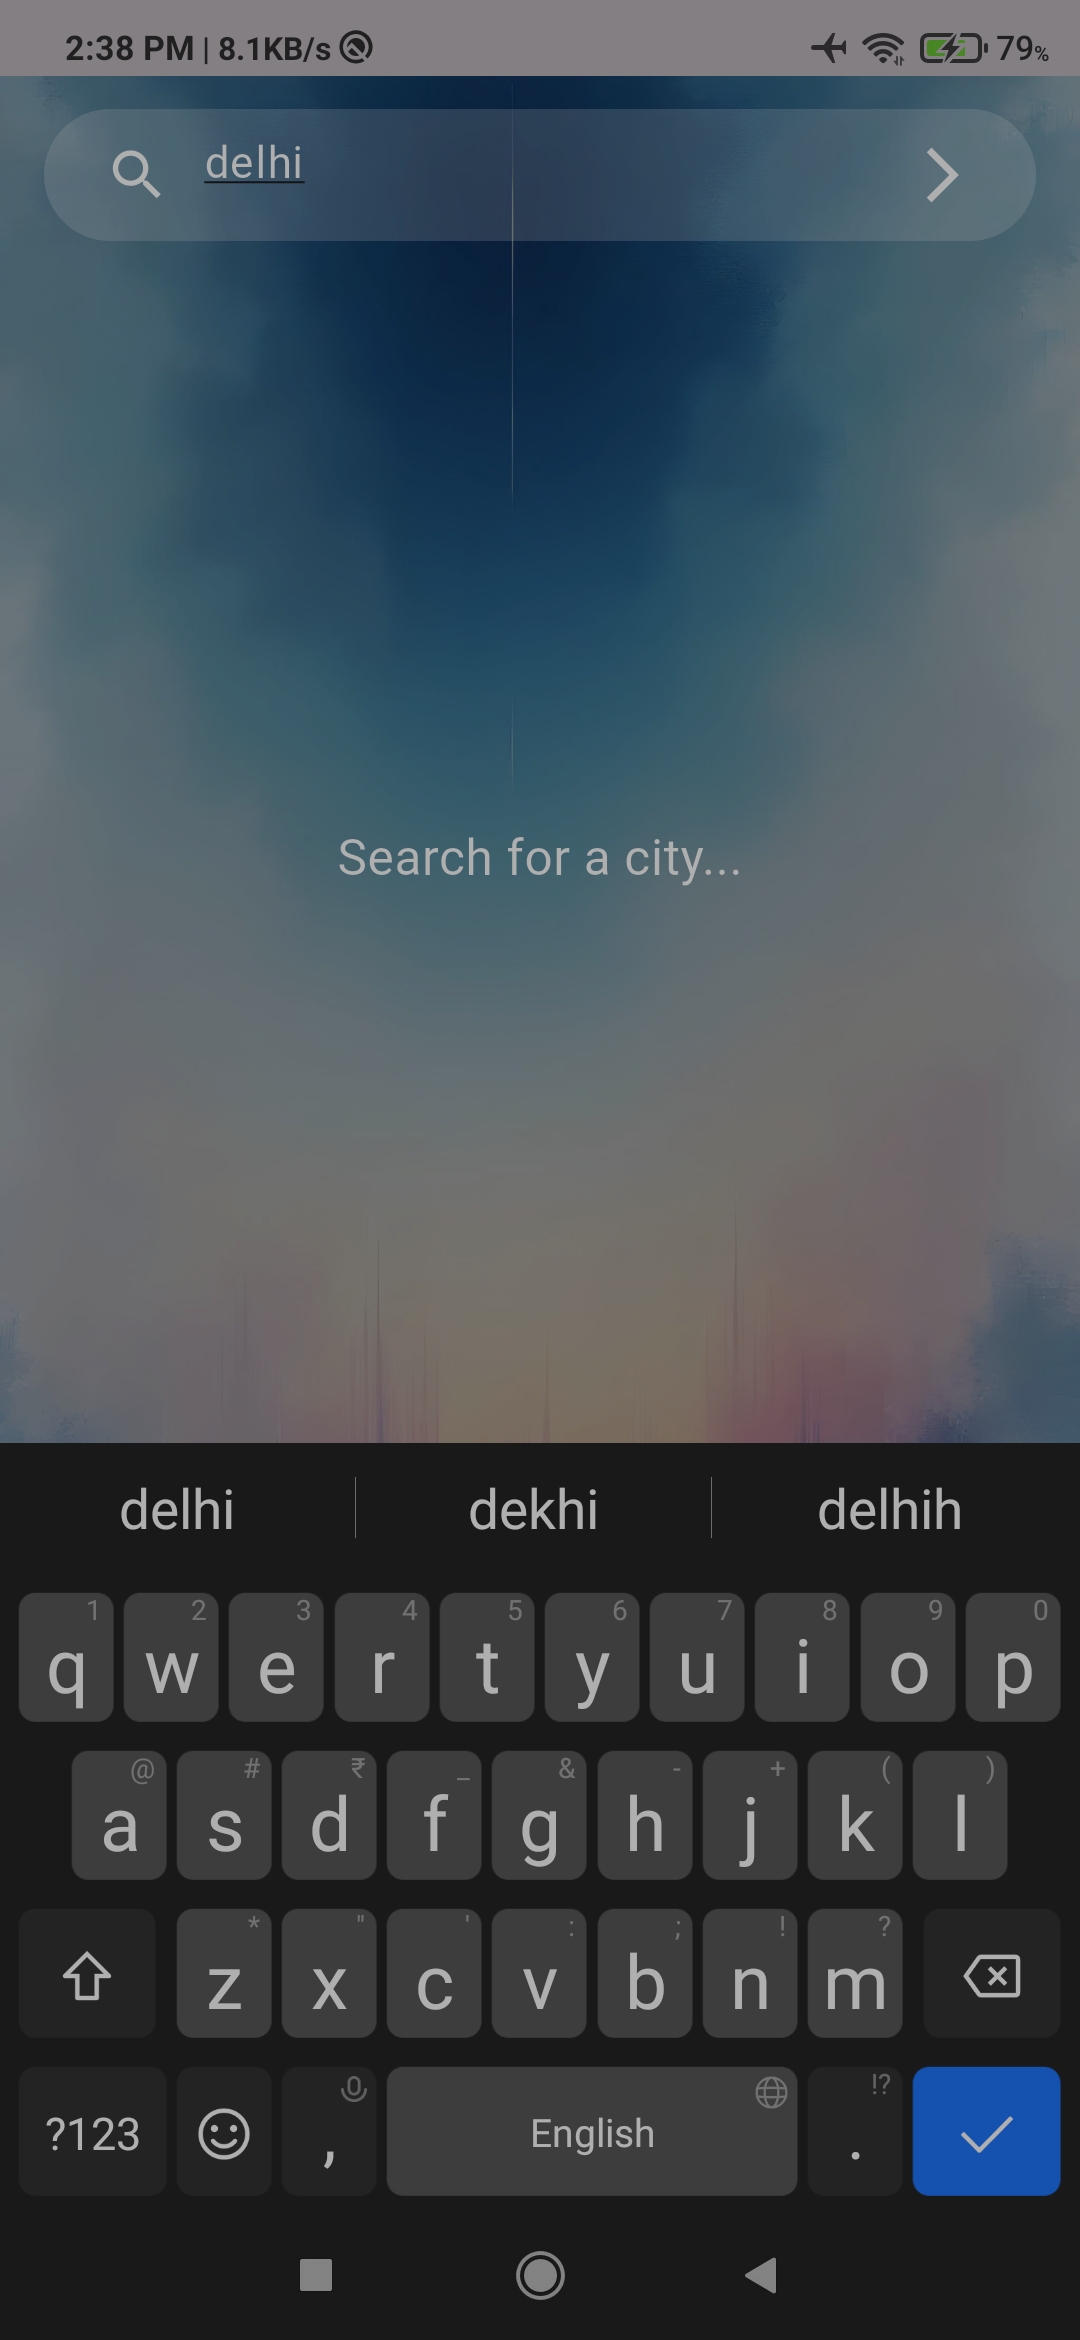 2:38 PM | 8.1KB/s 79%
delhi
Search for a city...
delhi dekhi delhih
1 2 3 4 5 6 7 8 9 0
q w e r t y u i o p
@ # ₹ _ & - + ( )
a s d f g h j k l
* " ' : ; ! ?
z x c v b n m
!?
?123 , English .